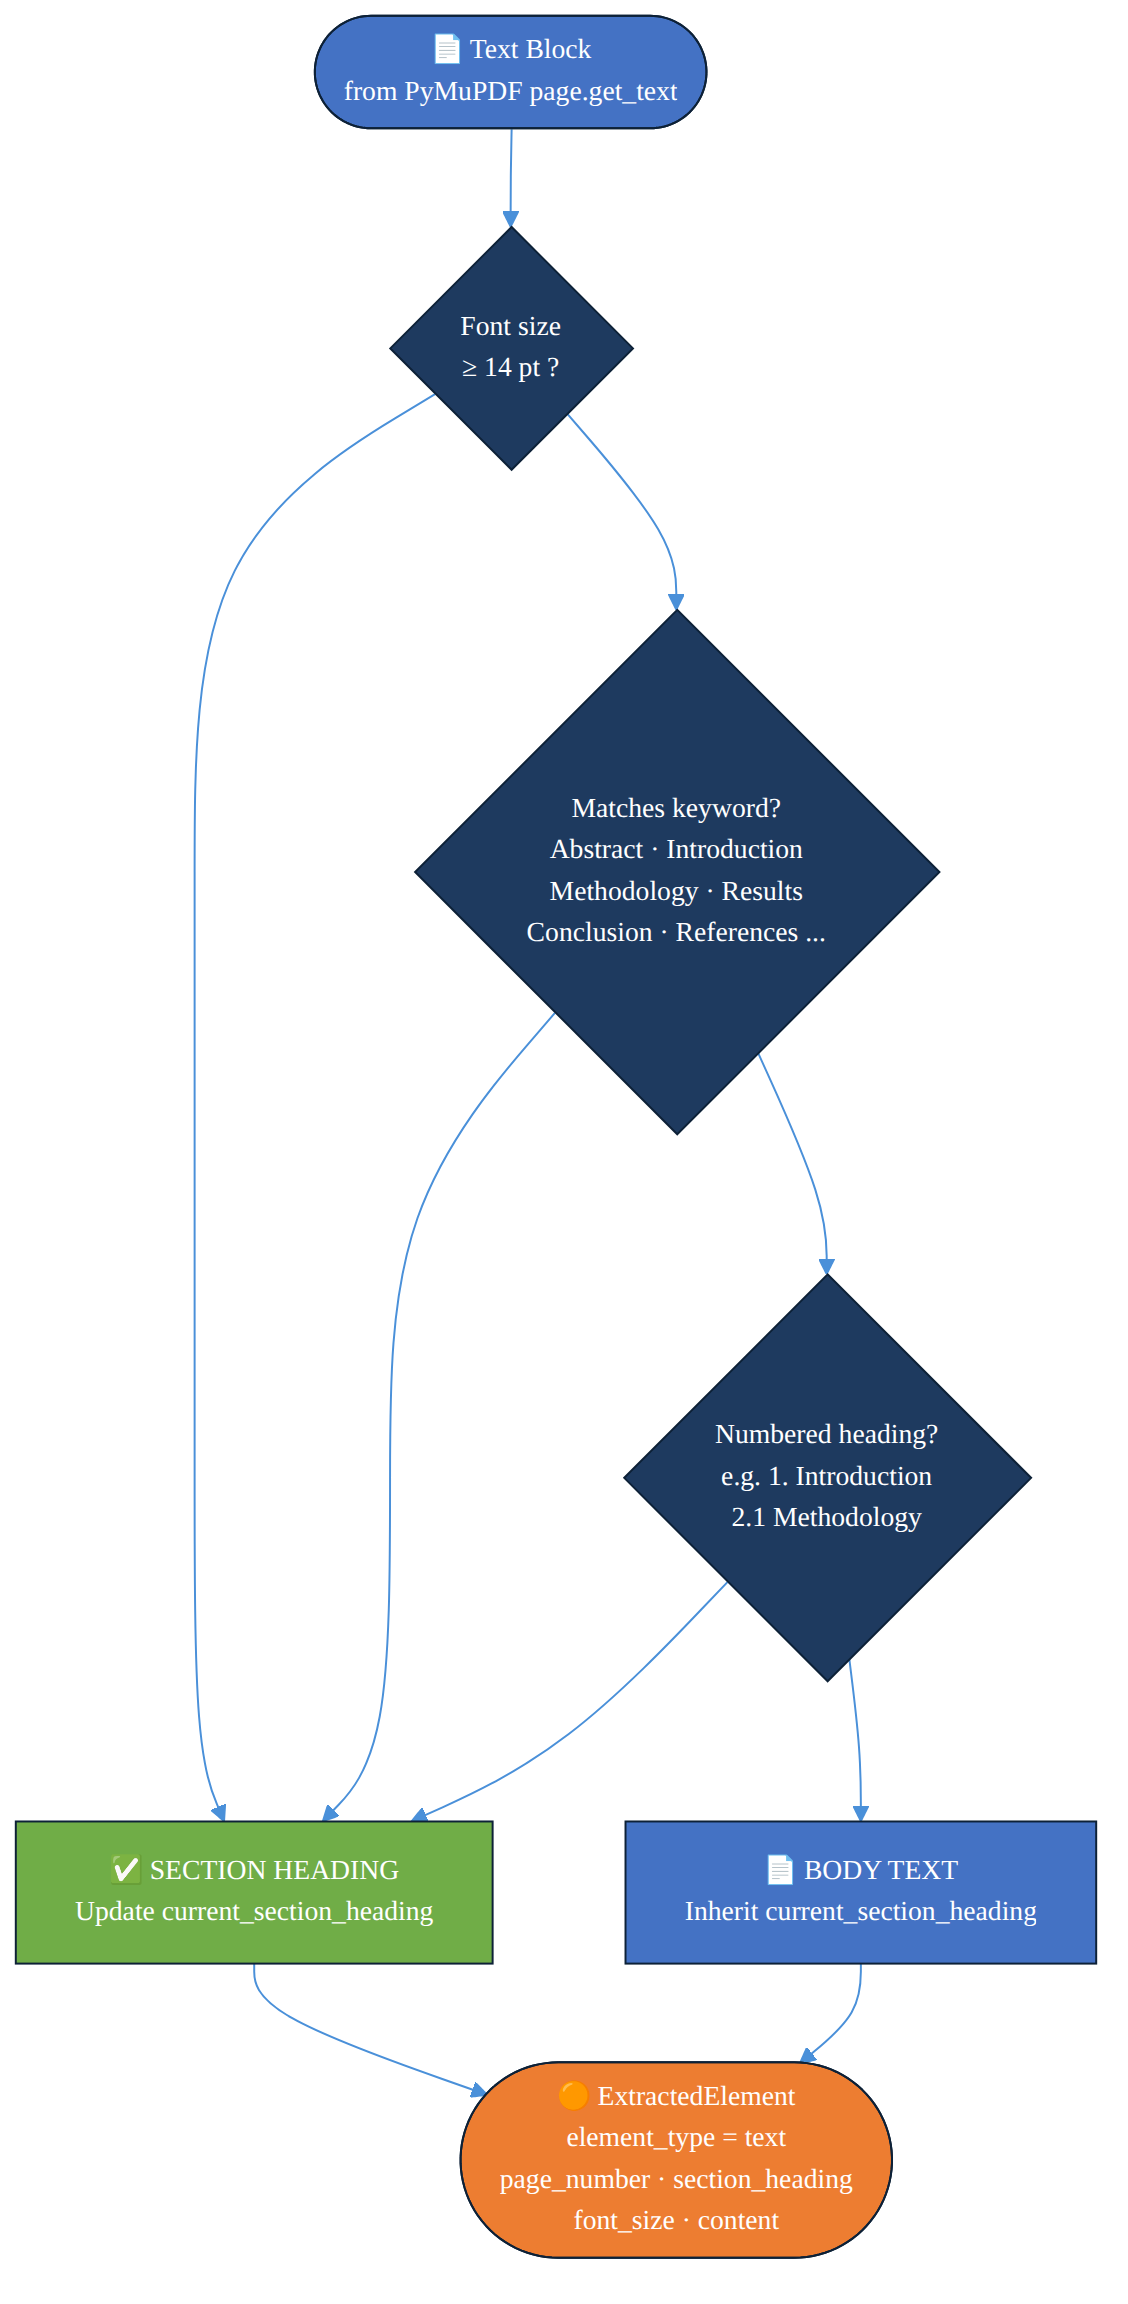 📄 Text Block
from PyMuPDF page.get_text
Font size
≥ 14 pt ?
Matches keyword?
Abstract · Introduction
Methodology · Results
Conclusion · References ...
Numbered heading?
e.g. 1. Introduction
2.1 Methodology
✅ SECTION HEADING
Update current_section_heading
📄 BODY TEXT
Inherit current_section_heading
🟠 ExtractedElement
element_type = text
page_number · section_heading
font_size · content